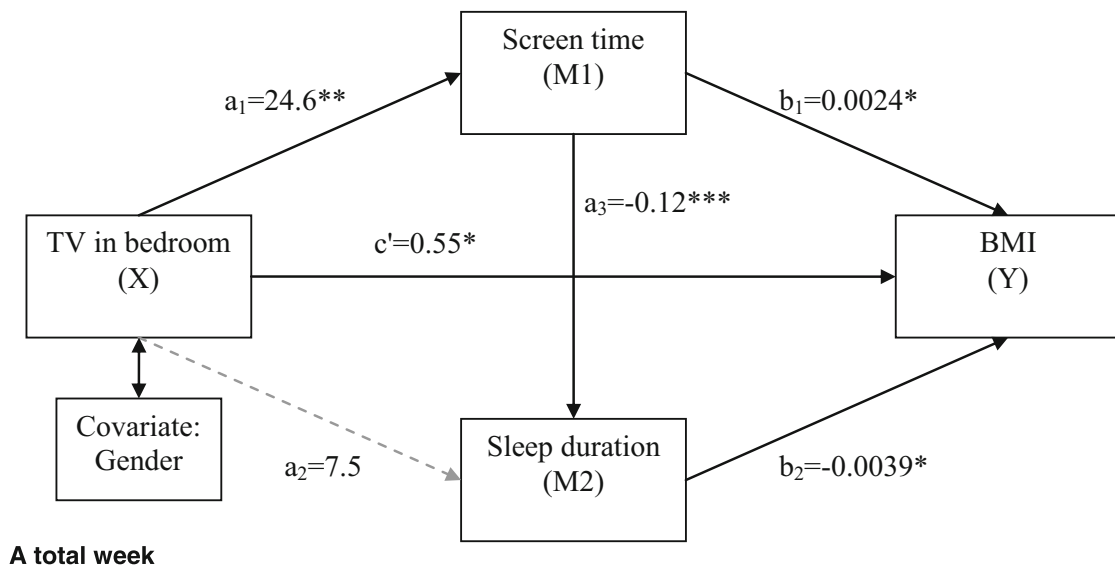 Screen time
(M1)
a₁=24.6**
b₁=0.0024*
a₃=-0.12***
TV in bedroom
(X)
c'=0.55*
BMI
(Y)
Covariate:
Gender
a₂=7.5
Sleep duration
(M2)
b₂=-0.0039*
A total week